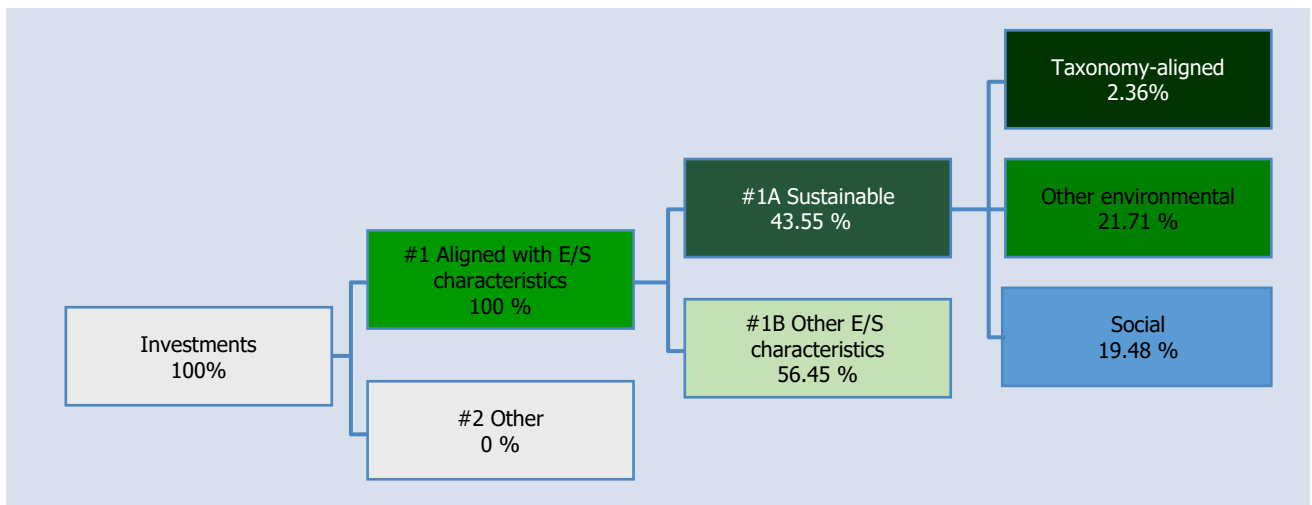 Investments
100%
#1 Aligned with E/S
characteristics
100 %
#2 Other
0 %
#1A Sustainable
43.55 %
#1B Other E/S
characteristics
56.45 %
Taxonomy-aligned
2.36%
Other environmental
21.71 %
Social
19.48 %